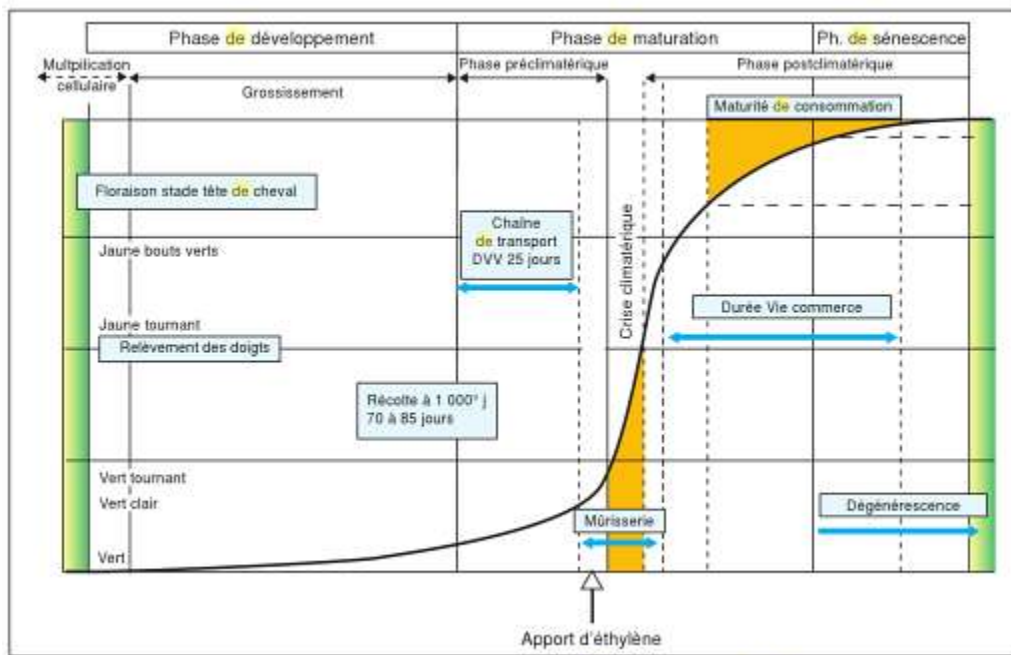 Phase de développement
Phase de maturation
Ph. de sénescence
Multpilication
cellulaire
Grossissement
Phase préclimatérique
Phase postclimatérique
Maturité de consommation
Floraison stade tête de cheval
Chaîne
de transport
DVV 25 jours
Crise climatérique
Jaune bouts verts
Durée Vie commerce
Jaune tournant
Relèvement des doigts
Récolte à 1 000° j
70 à 85 jours
Vert tournant
Vert clair
Mûrisserie
Dégénérescence
Vert
Apport d'éthylène